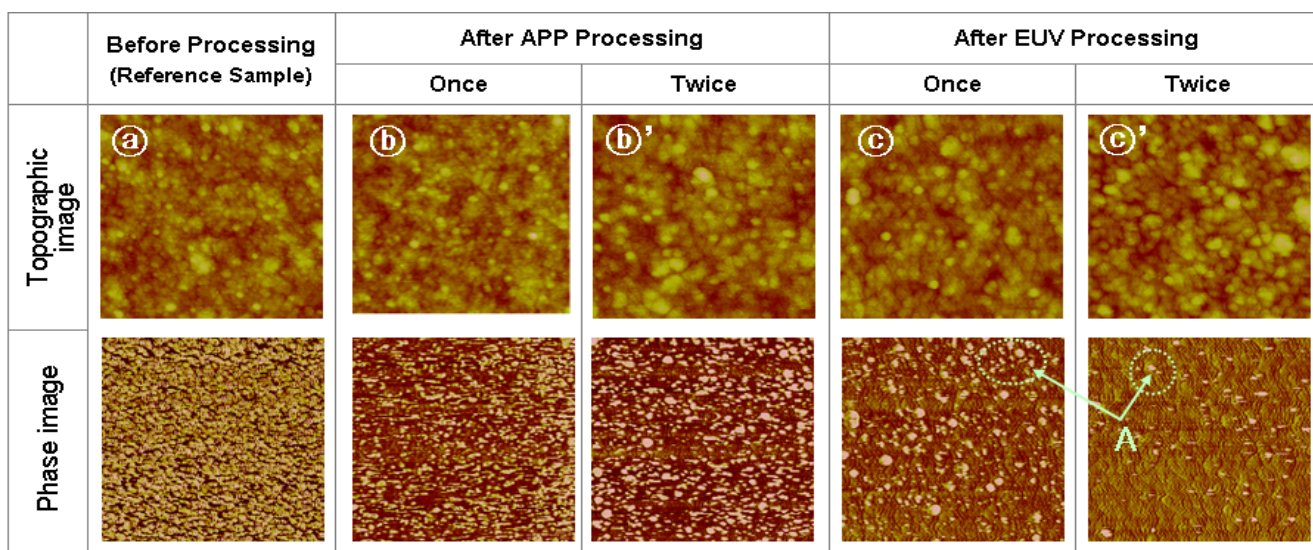 Before Processing
(Reference Sample)
After APP Processing
After EUV Processing
Once
Twice
Once
Twice
Topographic
image
ⓐ
ⓑ
ⓑ’
ⓒ
ⓒ’
Phase image
A